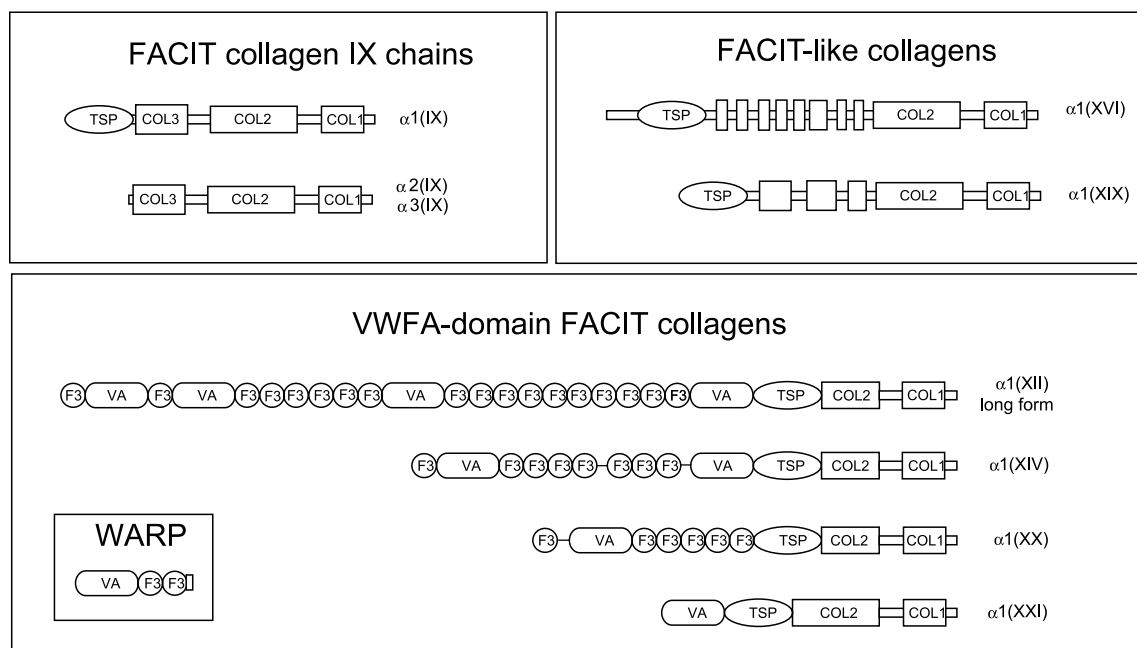 FACIT collagen IX chains
TSP COL3 COL2 COL1 α1(IX)
COL3 COL2 COL1 α2(IX)
α3(IX)
FACIT-like collagens
TSP COL2 COL1 α1(XVI)
TSP COL2 COL1 α1(XIX)
VWFA-domain FACIT collagens
F3 VA F3 VA F3 F3 F3 F3 F3 F3 VA F3 F3 F3 F3 F3 F3 F3 F3 F3 F3 VA TSP COL2 COL1 α1(XII)
long form
F3 VA F3 F3 F3 F3 F3 F3 F3 VA TSP COL2 COL1 α1(XIV)
F3 VA F3 F3 F3 F3 F3 TSP COL2 COL1 α1(XX)
VA TSP COL2 COL1 α1(XXI)
WARP
VA F3 F3